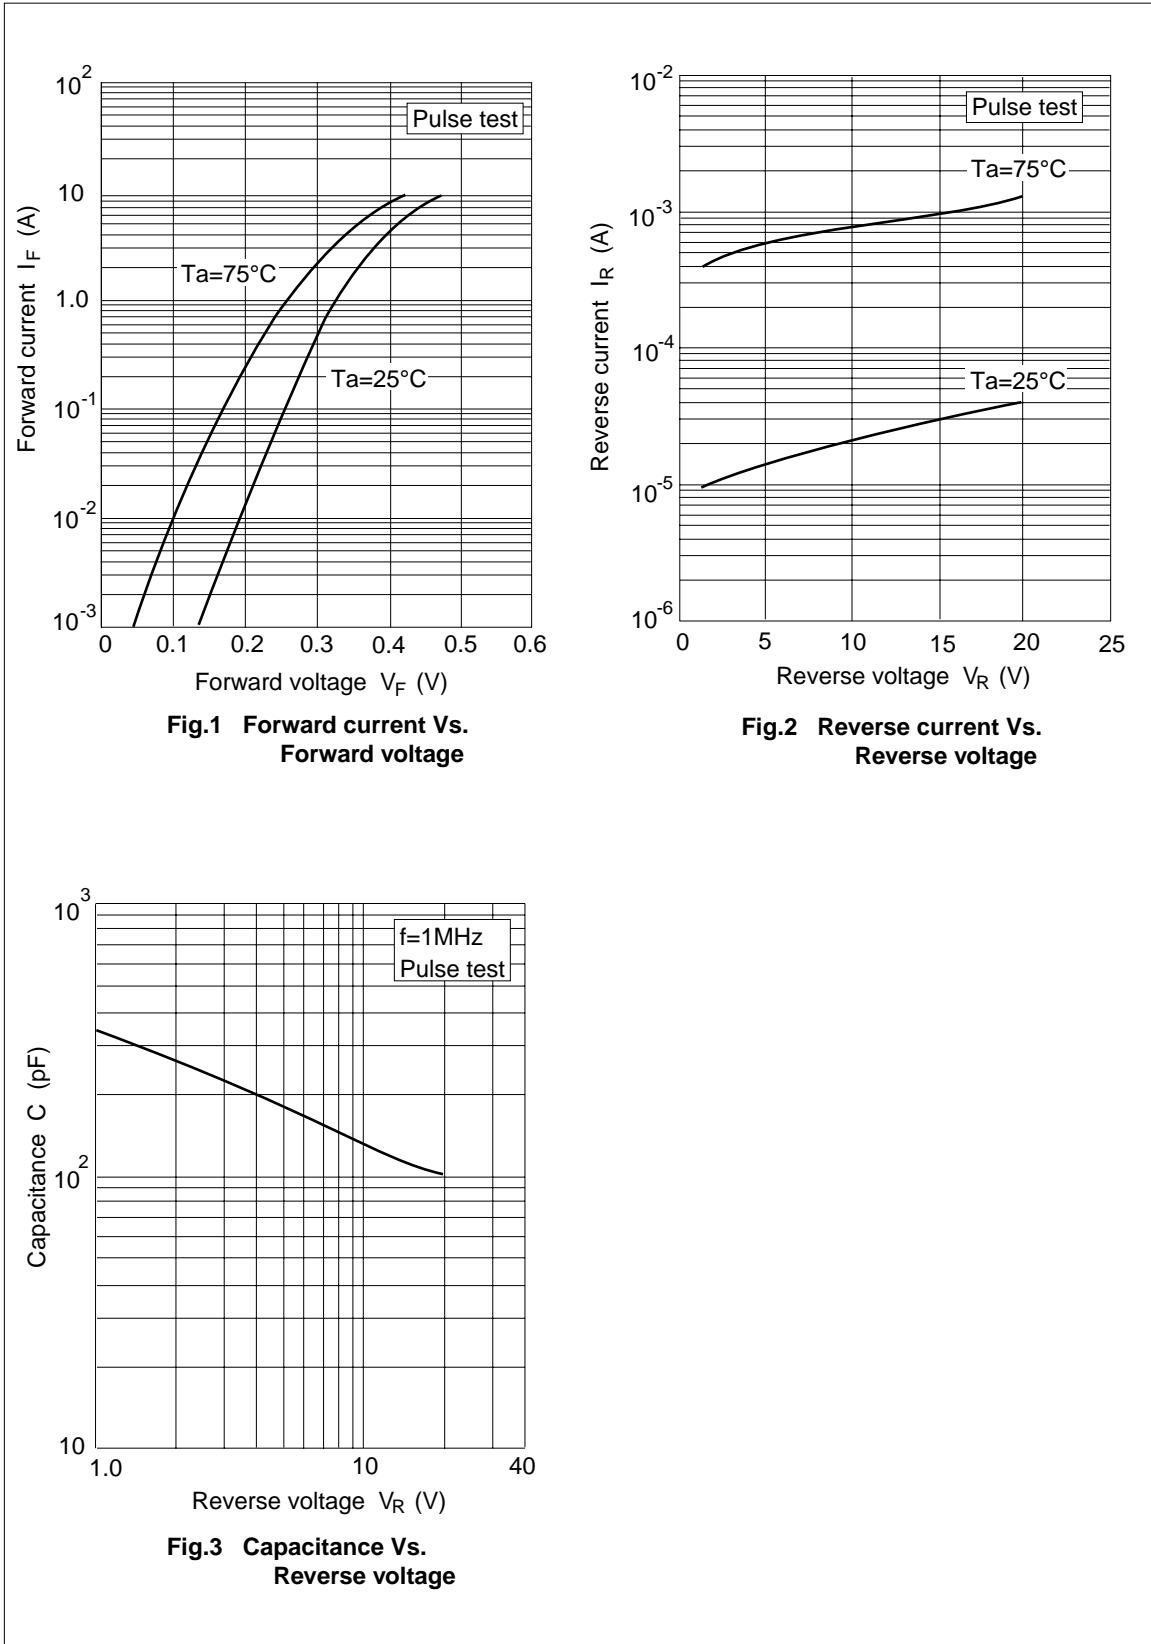 10^2
10
1.0
10^-1
10^-2
10^-3
Forward current I_F (A)
Pulse test
Ta=75°C
Ta=25°C
0 0.1 0.2 0.3 0.4 0.5 0.6
Forward voltage V_F (V)
Fig.1 Forward current Vs.
Forward voltage
10^-2
10^-3
10^-4
10^-5
10^-6
Reverse current I_R (A)
Pulse test
Ta=75°C
Ta=25°C
0 5 10 15 20 25
Reverse voltage V_R (V)
Fig.2 Reverse current Vs.
Reverse voltage
10^3
10^2
10
Capacitance C (pF)
f=1MHz
Pulse test
1.0 10 40
Reverse voltage V_R (V)
Fig.3 Capacitance Vs.
Reverse voltage